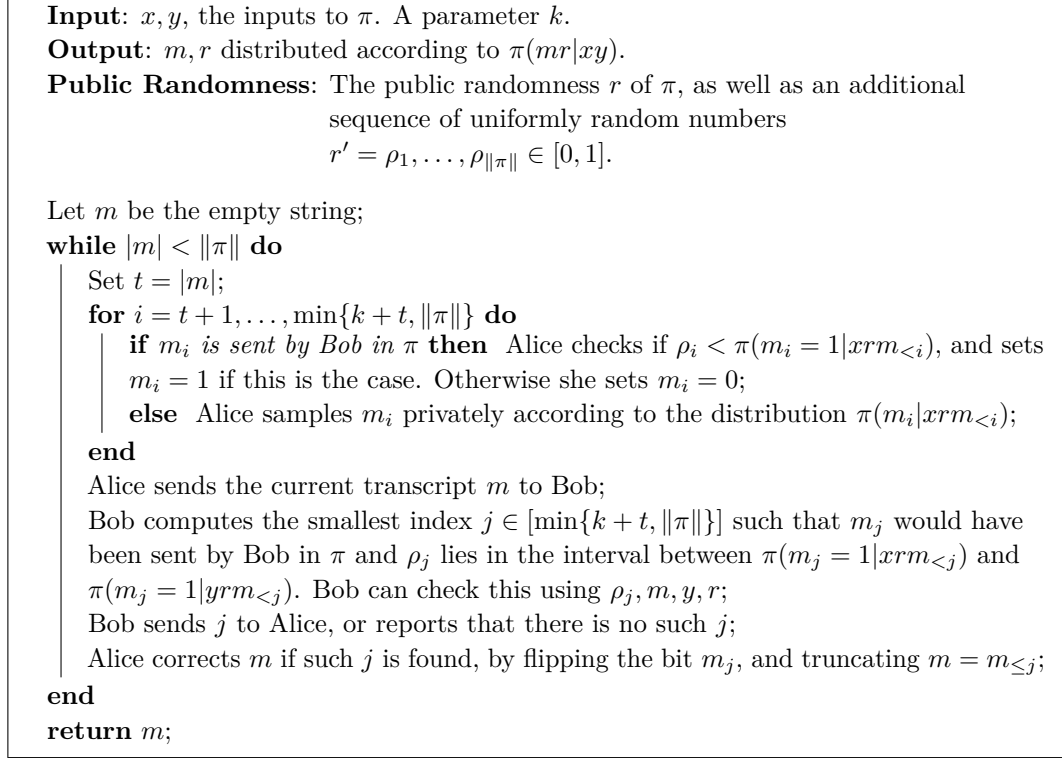 Input: x, y, the inputs to π. A parameter k.
Output: m, r distributed according to π(mr|xy).
Public Randomness: The public randomness r of π, as well as an additional
sequence of uniformly random numbers
r′ = ρ₁, . . . , ρ_{‖π‖} ∈ [0, 1].
Let m be the empty string;
while |m| < ‖π‖ do
Set t = |m|;
for i = t + 1, . . . , min{k + t, ‖π‖} do
if m_i is sent by Bob in π then Alice checks if ρ_i < π(m_i = 1|xrm_{<i}), and sets
m_i = 1 if this is the case. Otherwise she sets m_i = 0;
else Alice samples m_i privately according to the distribution π(m_i|xrm_{<i});
end
Alice sends the current transcript m to Bob;
Bob computes the smallest index j ∈ [min{k + t, ‖π‖}] such that m_j would have
been sent by Bob in π and ρ_j lies in the interval between π(m_j = 1|xrm_{<j}) and
π(m_j = 1|yrm_{<j}). Bob can check this using ρ_j, m, y, r;
Bob sends j to Alice, or reports that there is no such j;
Alice corrects m if such j is found, by flipping the bit m_j, and truncating m = m_{≤j};
end
return m;